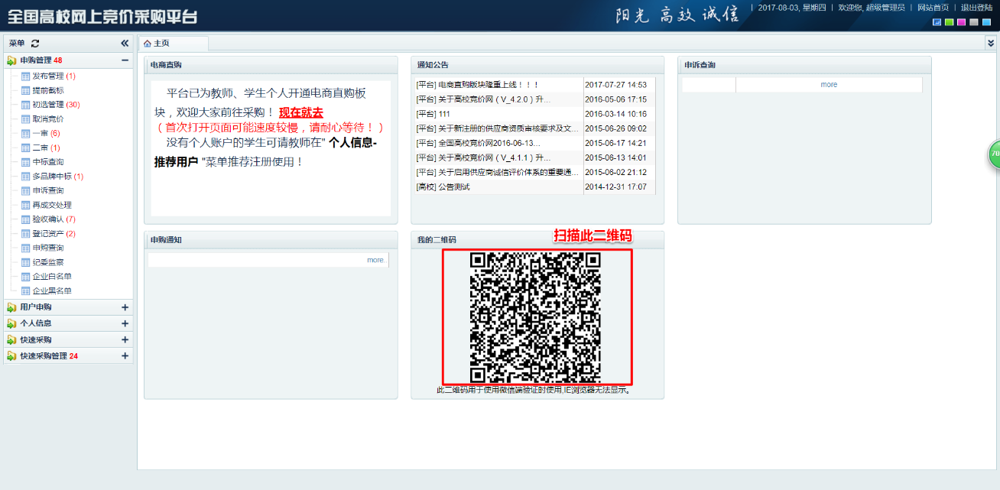 全国高校网上竞价采购平台
阳光 高效 诚信
| 2017-08-03, 星期四 | 欢迎您, 超级管理员 | 网站首页 | 退出登陆
菜单
主页
申购管理 48
发布管理 (1)
提前截标
初选管理 (30)
取消竞价
一审 (6)
二审 (1)
中标查询
多品牌中标 (1)
申诉查询
再成交处理
验收确认 (7)
登记资产 (2)
申购查询
纪委监察
企业白名单
企业黑名单
用户申购
个人信息
快速采购
快速采购管理 24
电商直购
平台已为教师、学生个人开通电商直购板
块，欢迎大家前往采购！ 现在就去
（首次打开页面可能速度较慢，请耐心等待！）
没有个人账户的学生可请教师在" 个人信息-
推荐用户 "菜单推荐注册使用！
通知公告
[平台] 电商直购版块隆重上线！！！ 2017-07-27 14:53
[平台] 关于高校竞价网（V_4.2.0）升... 2016-05-06 17:15
[平台] 111 2016-03-14 10:16
[平台] 关于新注册的供应商资质审核要求及文... 2015-06-26 09:02
[平台] 全国高校竞价网2016-06-13... 2015-06-17 14:21
[平台] 关于高校竞价网（V_4.1.1）升... 2015-06-13 14:01
[平台] 关于启用供应商诚信评价体系的重要通... 2015-06-02 21:12
[高校] 公告测试 2014-12-31 17:07
申诉查询
more
申购通知
more
我的二维码
扫描此二维码
此二维码用于使用微信端验证时使用,IE浏览器无法显示。